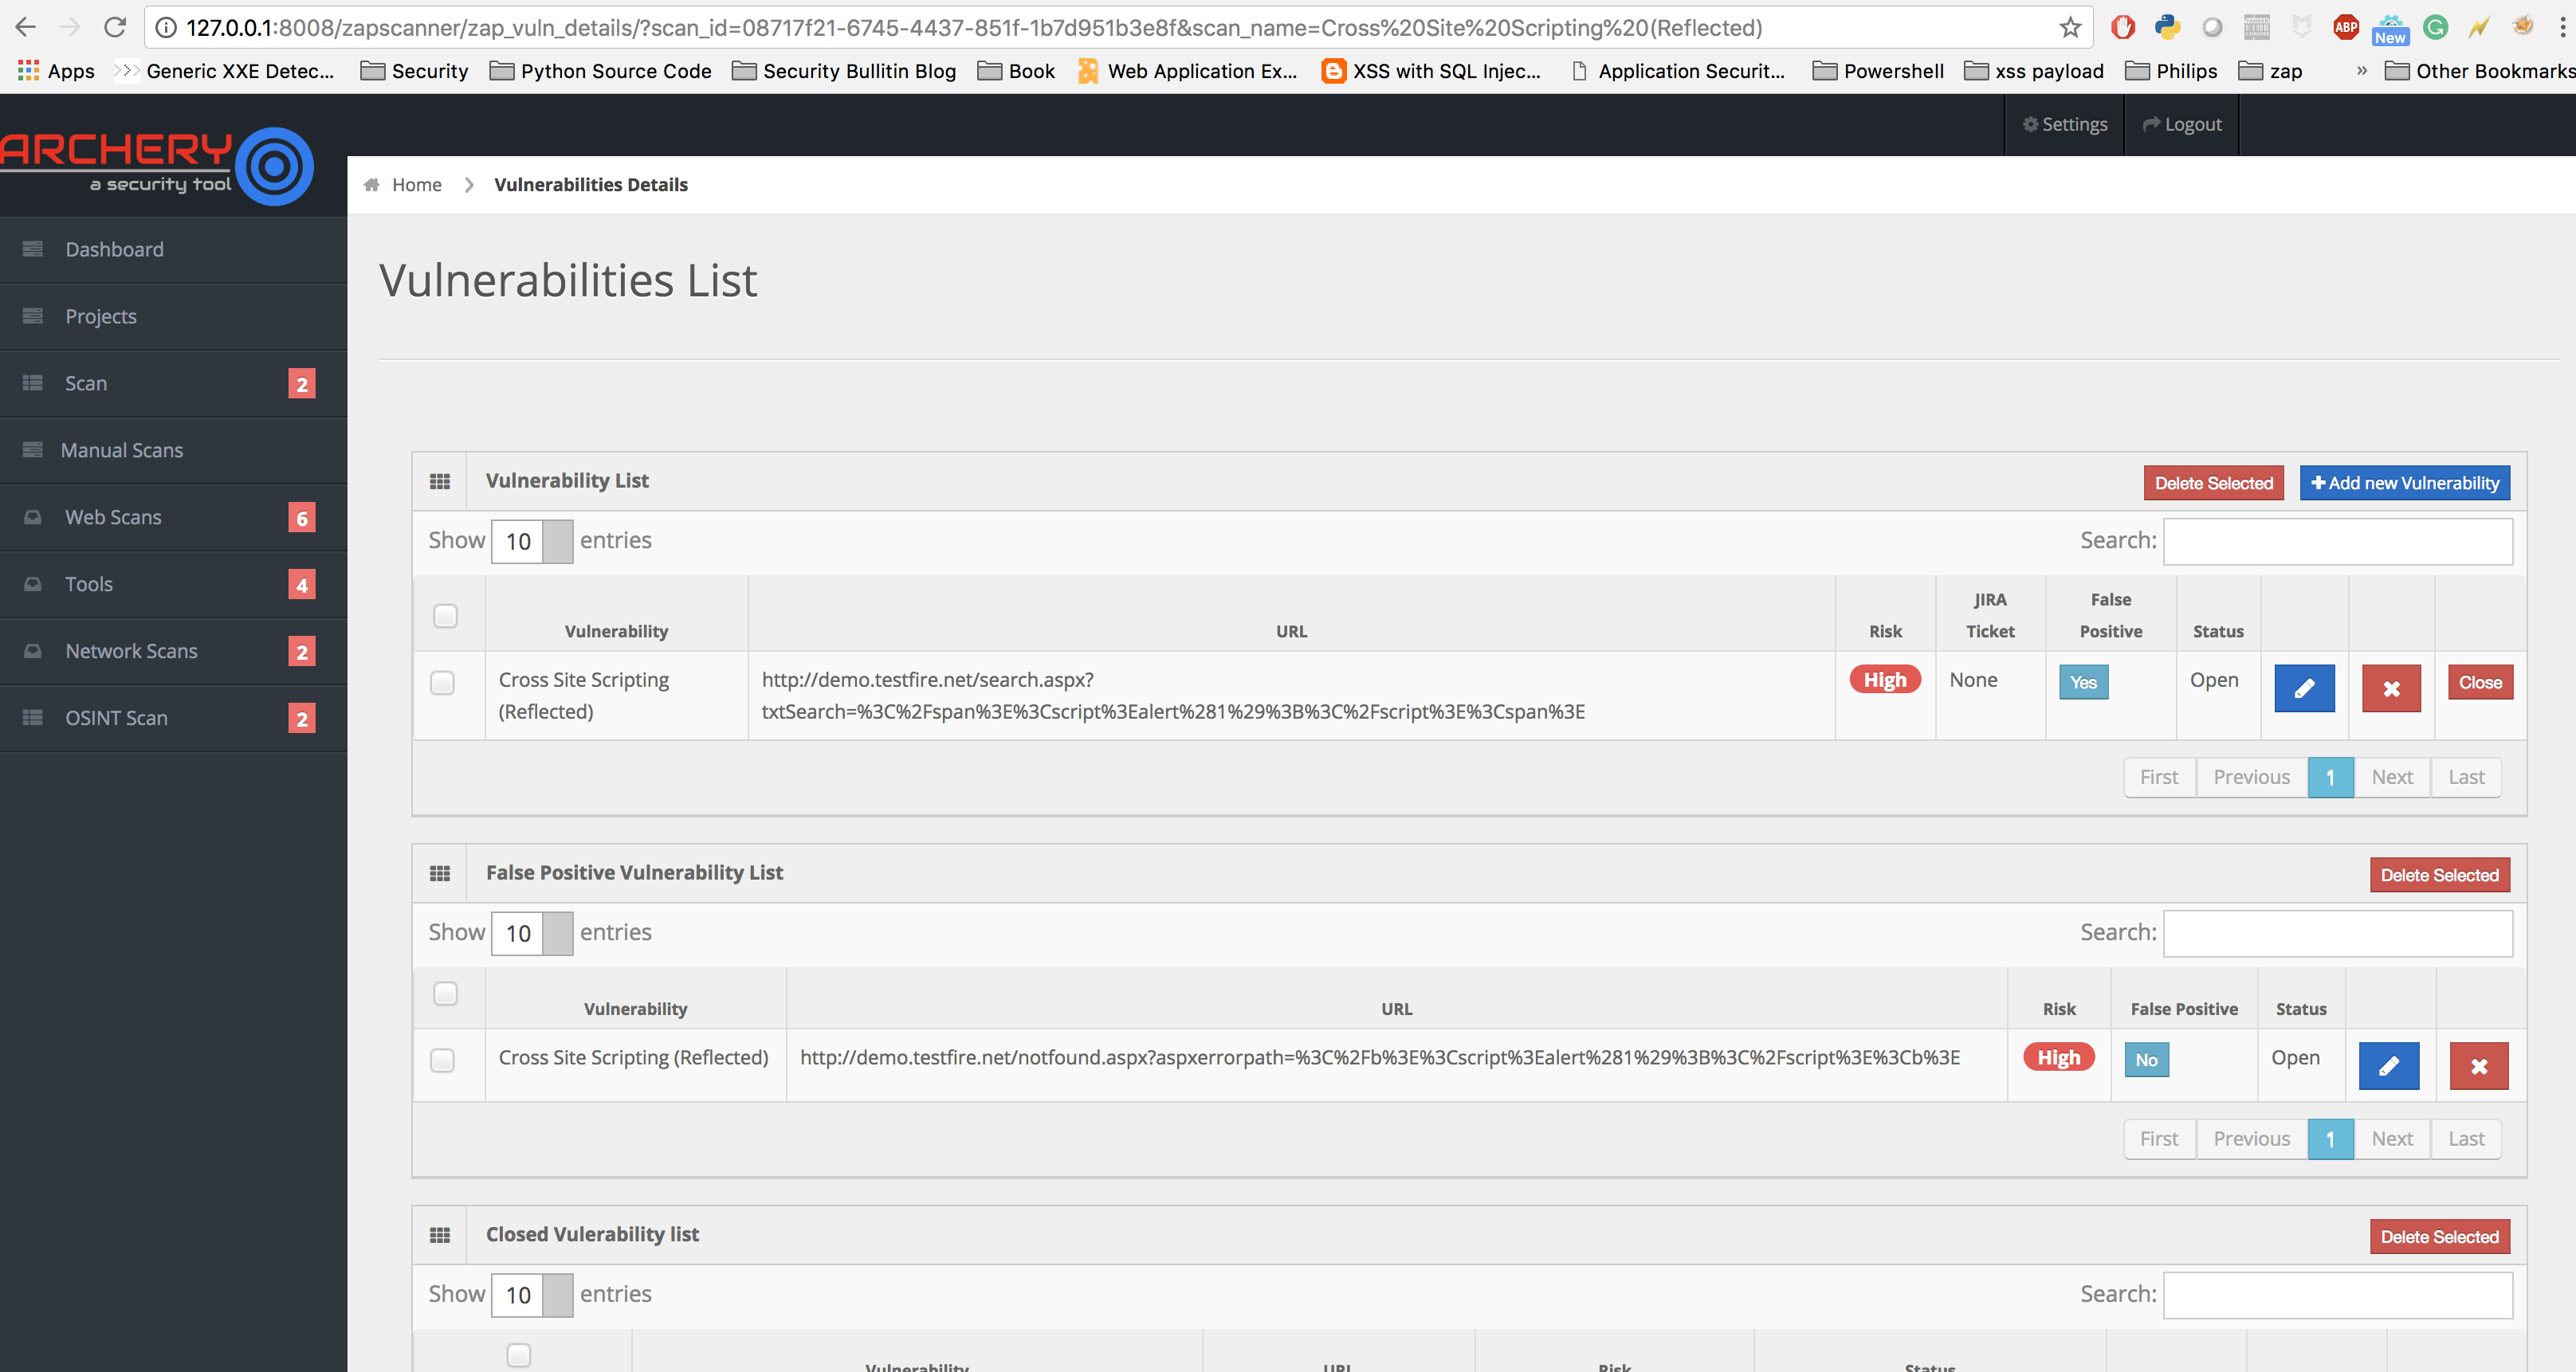 127.0.0.1:8008/zapscanner/zap_vuln_details/?scan_id=08717f21-6745-4437-851f-1b7d951b3e8f&scan_name=Cross%20Site%20Scripting%20(Reflected)
ABP
New
Apps
Generic XXE Detec...
Security
Python Source Code
Security Bullitin Blog
Book
Web Application Ex...
XSS with SQL Injec...
Application Securit...
Powershell
xss payload
Philips
zap
»
Other Bookmarks
ARCHERY
a security tool
Settings
Logout
Home
Vulnerabilities Details
Dashboard
Projects
Scan 2
Manual Scans
Web Scans 6
Tools 4
Network Scans 2
OSINT Scan 2
Vulnerabilities List
Vulnerability List
Delete Selected
Add new Vulnerability
Show 10 entries
Search:
Vulnerability
URL
Risk
JIRA
Ticket
False
Positive
Status
Cross Site Scripting
(Reflected)
http://demo.testfire.net/search.aspx?
txtSearch=%3C%2Fspan%3E%3Cscript%3Ealert%281%29%3B%3C%2Fscript%3E%3Cspan%3E
High
None
Yes
Open
Close
First
Previous
1
Next
Last
False Positive Vulnerability List
Delete Selected
Show 10 entries
Search:
Vulnerability
URL
Risk
False Positive
Status
Cross Site Scripting (Reflected)
http://demo.testfire.net/notfound.aspx?aspxerrorpath=%3C%2Fb%3E%3Cscript%3Ealert%281%29%3B%3C%2Fscript%3E%3Cb%3E
High
No
Open
First
Previous
1
Next
Last
Closed Vulerability list
Delete Selected
Show 10 entries
Search:
Vulnerability
URL
Risk
Status